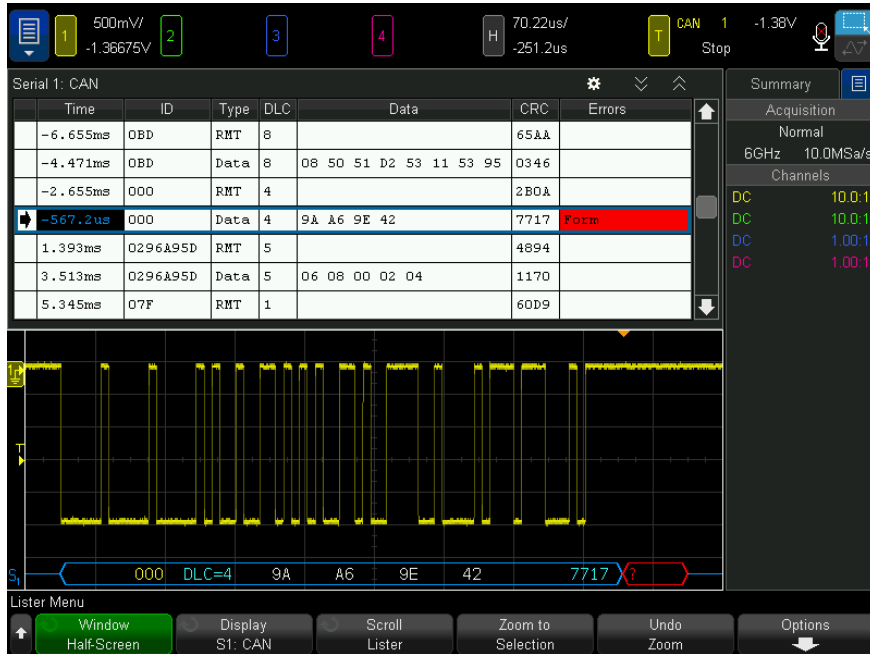 1 500mV/ -1.36675V 2 3 4 H 70.22us/ -251.2us T CAN 1 -1.38V Stop
Serial 1: CAN
Time ID Type DLC Data CRC Errors
-6.655ms 0BD RMT 8 65AA
-4.471ms 0BD Data 8 08 50 51 D2 53 11 53 95 0346
-2.655ms 000 RMT 4 2B0A
-567.2us 000 Data 4 9A A6 9E 42 7717 Form
1.393ms 0296A95D RMT 5 4894
3.513ms 0296A95D Data 5 06 08 00 02 04 1170
5.345ms 07F RMT 1 60D9
Summary
Acquisition
Normal
6GHz 10.0MSa/s
Channels
DC 10.0:1
DC 10.0:1
DC 1.00:1
DC 1.00:1
1
T
S1 000 DLC=4 9A A6 9E 42 7717 ?
Lister Menu
Window Half-Screen
Display S1: CAN
Scroll Lister
Zoom to Selection
Undo Zoom
Options